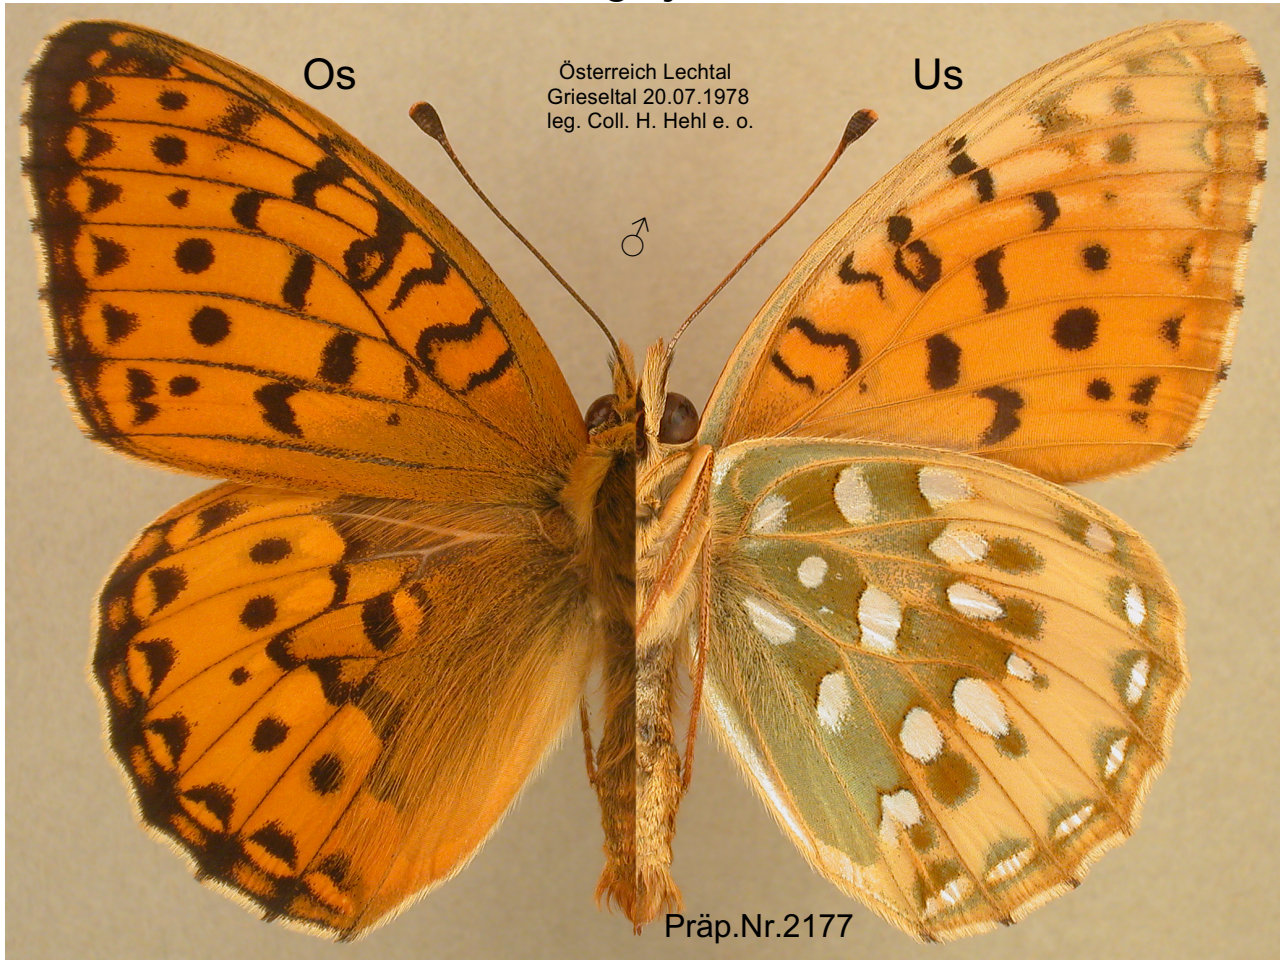 Os
Österreich Lechtal
Grieseltal 20.07.1978
leg. Coll. H. Hehl e. o.
Us
♂
Präp.Nr.2177